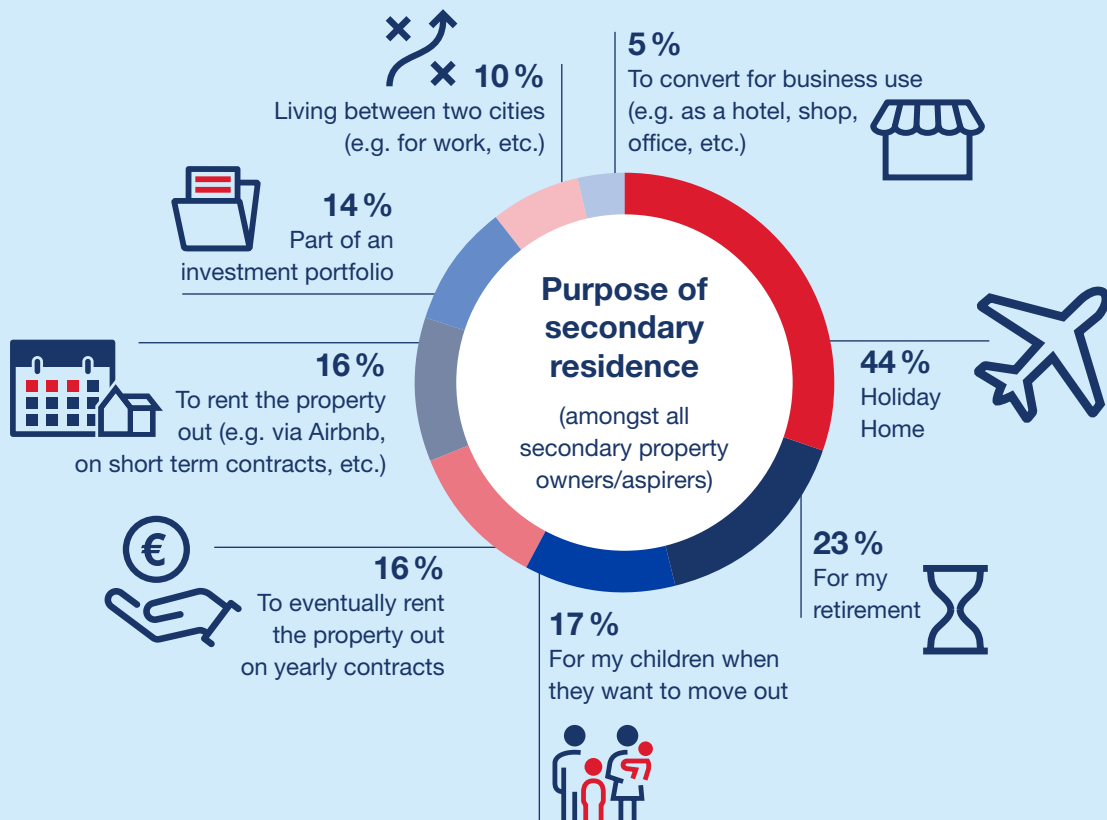 Purpose of
secondary
residence
(amongst all
secondary property
owners/aspirers)
44 %
Holiday
Home
23 %
For my
retirement
17 %
For my children when
they want to move out
16 %
To eventually rent
the property out
on yearly contracts
€
16 %
To rent the property
out (e.g. via Airbnb,
on short term contracts, etc.)
14 %
Part of an
investment portfolio
10 %
Living between two cities
(e.g. for work, etc.)
5 %
To convert for business use
(e.g. as a hotel, shop,
office, etc.)